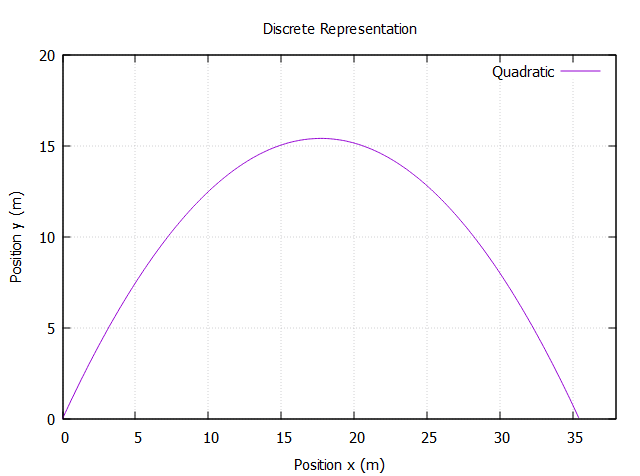 Discrete Representation
Quadratic
20
15
10
5
0
Position y (m)
0 5 10 15 20 25 30 35
Position x (m)